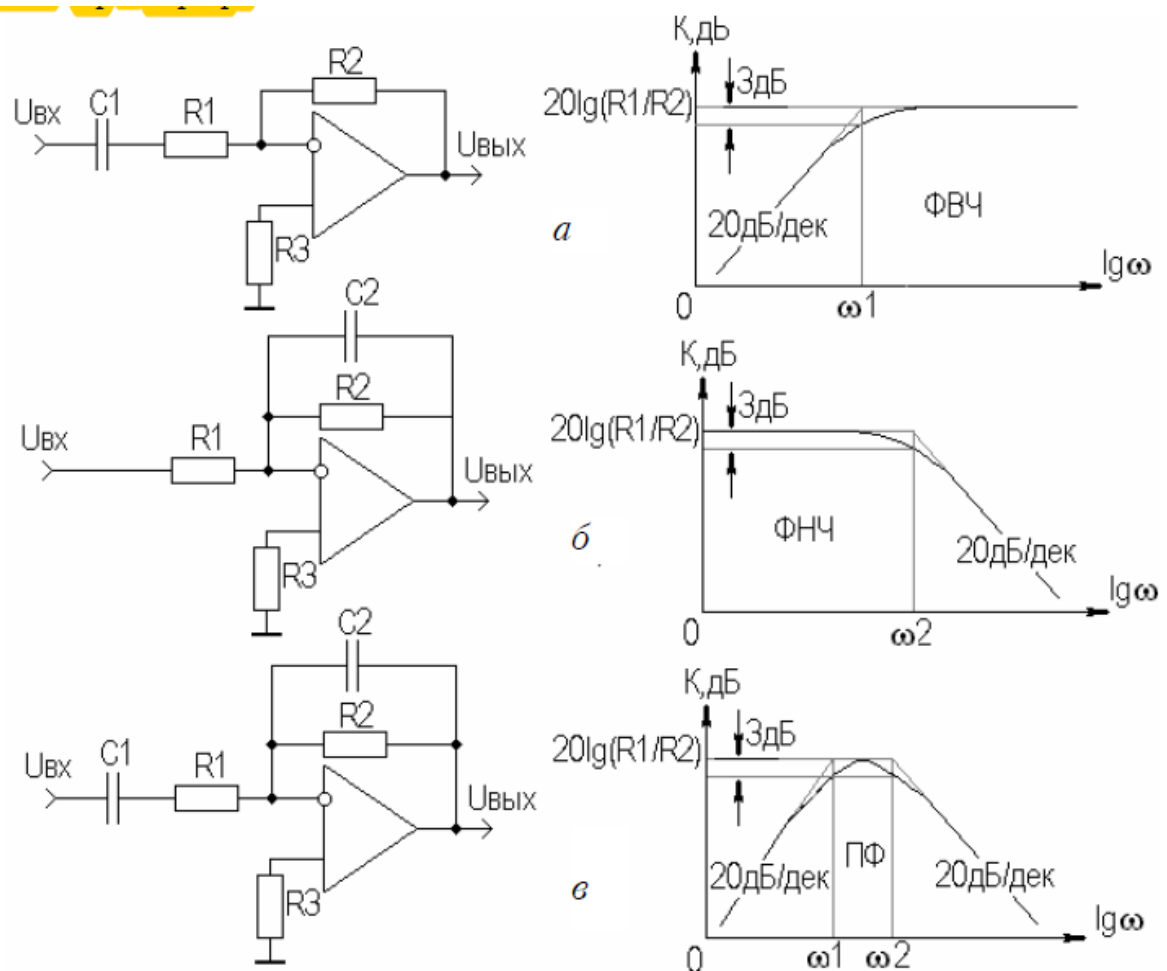 К,дБ
R2
3дБ
Uвх
C1
R1
20lg(R1/R2)
Uвых
а
ФВЧ
20дБ/дек
R3
lgω
0
ω1
C2
К,дБ
R2
3дБ
Uвх
R1
20lg(R1/R2)
Uвых
б
ФНЧ
20дБ/дек
R3
lgω
0
ω2
C2
К,дБ
R2
3дБ
Uвх
C1
R1
20lg(R1/R2)
Uвых
в
ПФ
20дБ/дек
20дБ/дек
R3
lgω
0
ω1
ω2